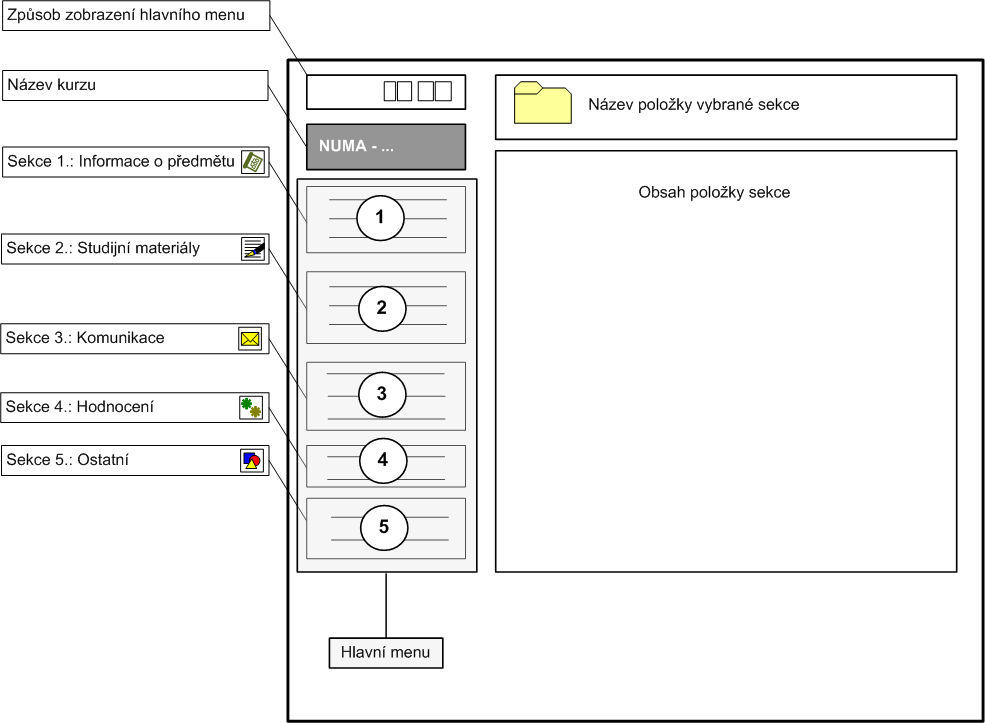 Způsob zobrazení hlavního menu
Název kurzu
NUMA - ...
Název položky vybrané sekce
Obsah položky sekce
Sekce 1.: Informace o předmětu
1
Sekce 2.: Studijní materiály
2
Sekce 3.: Komunikace
3
Sekce 4.: Hodnocení
4
Sekce 5.: Ostatní
5
Hlavní menu